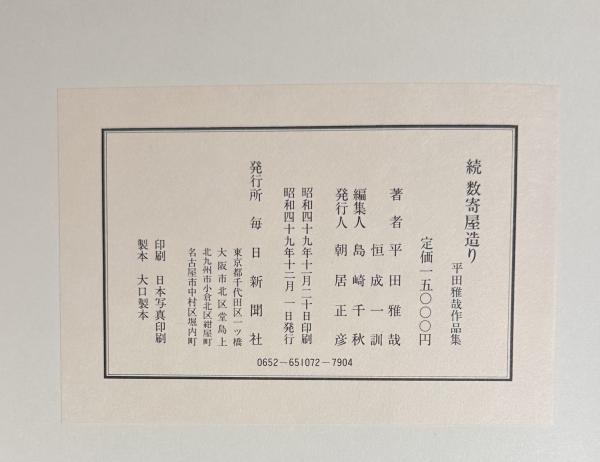 続 数寄屋造り
平田雅哉作品集
定価一五〇〇〇円
著者 平田雅哉
恒成一訓
編集人 島崎千秋
発行人 朝居正彦
昭和四十九年十一月二十日印刷
昭和四十九年十二月一日発行
発行所 毎日新聞社
東京都千代田区一ツ橋
大阪市北区堂島上
北九州市小倉北区紺屋町
名古屋市中村区堀内町
印刷 日本写真印刷
製本 大口製本
0652-651072-7904